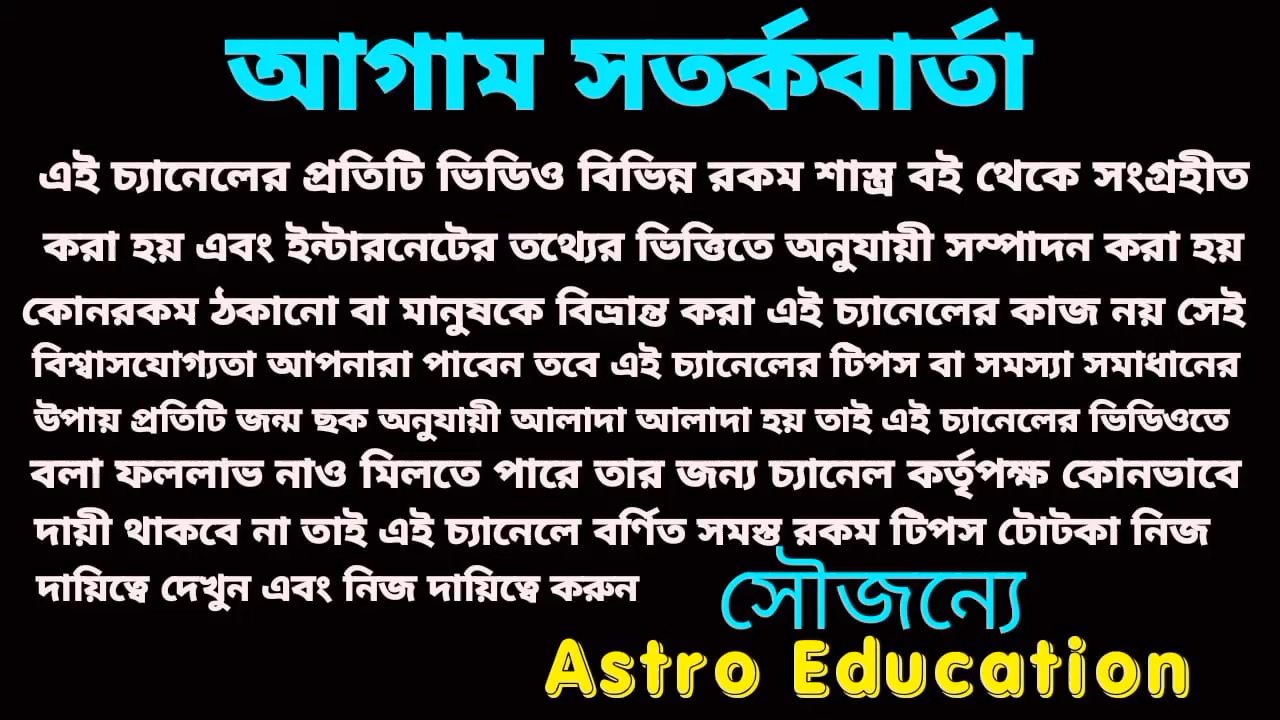 আগাম সতর্কবার্তা
এই চ্যানেলের প্রতিটি ভিডিও বিভিন্ন রকম শাস্ত্র বই থেকে সংগ্রহীত
করা হয় এবং ইন্টারনেটের তথ্যের ভিত্তিতে অনুযায়ী সম্পাদন করা হয়
কোনরকম ঠকানো বা মানুষকে বিভ্রান্ত করা এই চ্যানেলের কাজ নয় সেই
বিশ্বাসযোগ্যতা আপনারা পাবেন তবে এই চ্যানেলের টিপস বা সমস্যা সমাধানের
উপায় প্রতিটি জন্ম ছক অনুযায়ী আলাদা আলাদা হয় তাই এই চ্যানেলের ভিডিওতে
বলা ফললাভ নাও মিলতে পারে তার জন্য চ্যানেল কর্তৃপক্ষ কোনভাবে
দায়ী থাকবে না তাই এই চ্যানেলে বর্ণিত সমস্ত রকম টিপস টোটকা নিজ
দায়িত্বে দেখুন এবং নিজ দায়িত্বে করুন
সৌজন্যে
Astro Education